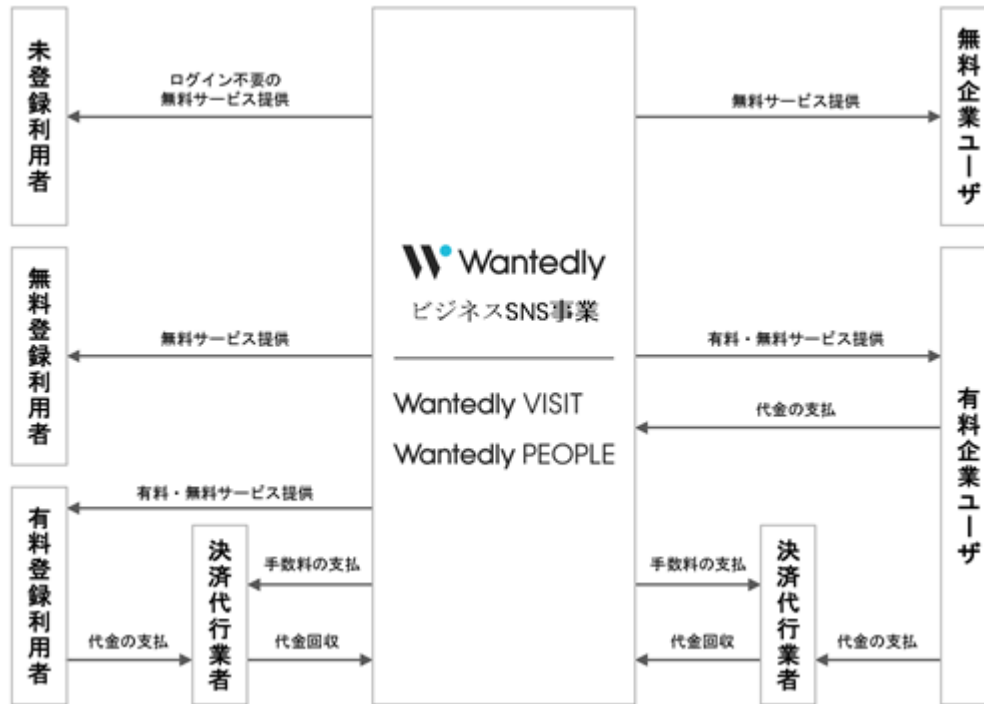 未登録利用者
ログイン不要の
無料サービス提供
無料サービス提供
無料企業ユーザ
Wantedly
ビジネスSNS事業
Wantedly VISIT
Wantedly PEOPLE
無料登録利用者
無料サービス提供
有料・無料サービス提供
代金の支払
有料企業ユーザ
有料登録利用者
有料・無料サービス提供
決済代行業者
手数料の支払
代金の支払
代金回収
手数料の支払
決済代行業者
代金回収
代金の支払